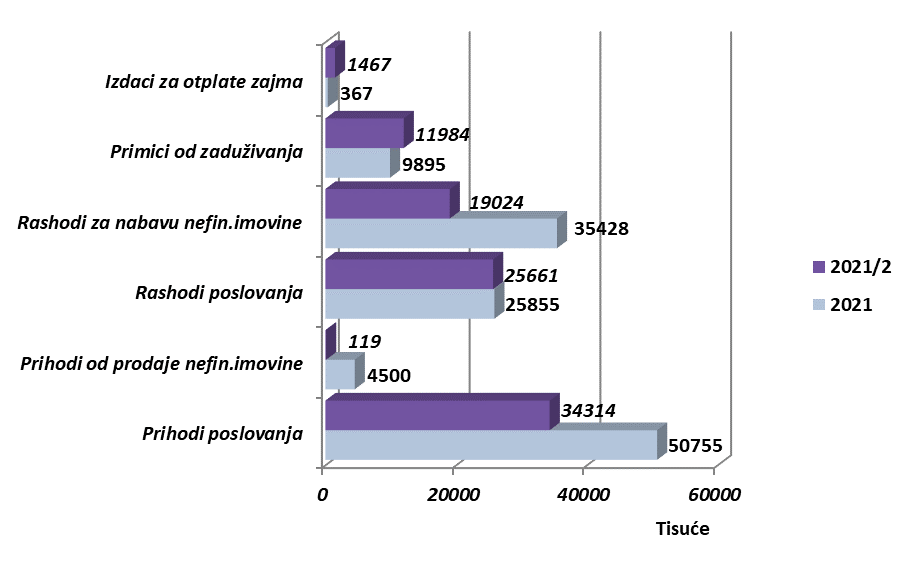 Izdaci za otplate zajma
1467
367
Primici od zaduživanja
11984
9895
Rashodi za nabavu nefin.imovine
19024
35428
Rashodi poslovanja
25661
25855
Prihodi od prodaje nefin.imovine
119
4500
Prihodi poslovanja
34314
50755
0 20000 40000 60000
Tisuće
2021/2
2021